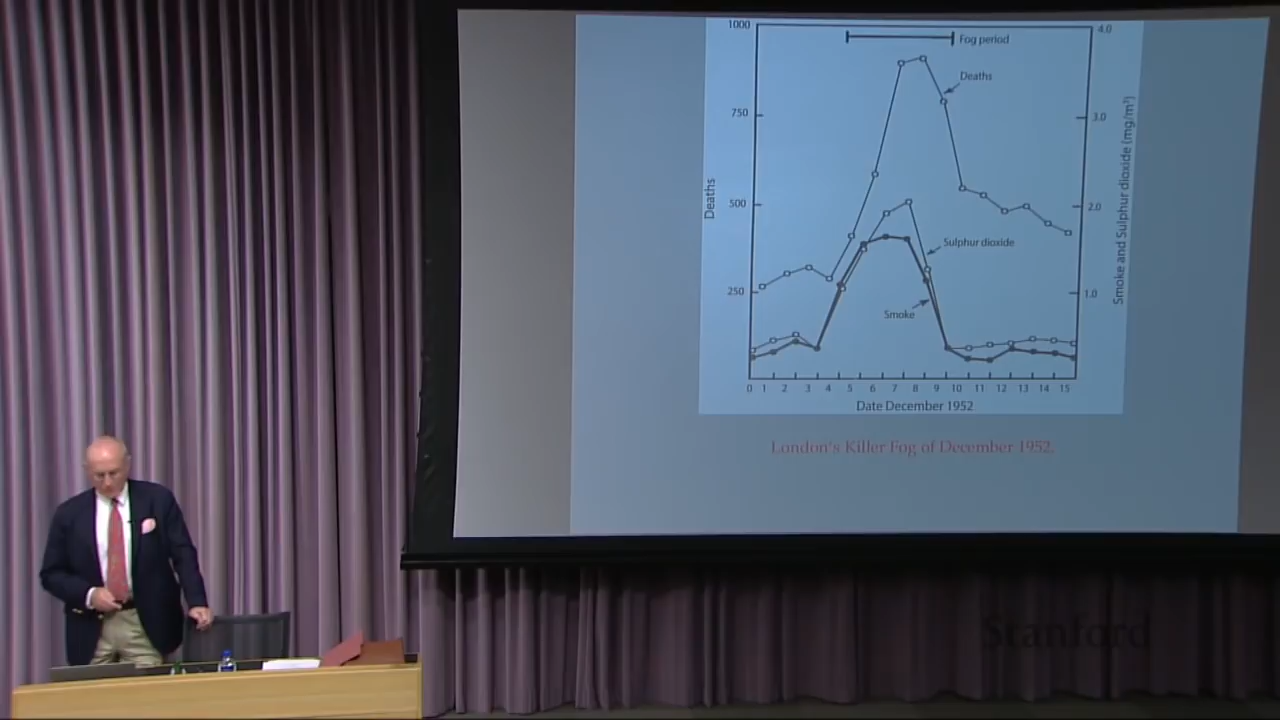 1000
4.0
Fog period
Deaths
750
3.0
Deaths
Smoke and Sulphur dioxide (mg/m³)
500
2.0
Sulphur dioxide
250
1.0
Smoke
0 1 2 3 4 5 6 7 8 9 10 11 12 13 14 15
Date December 1952
London's Killer Fog of December 1952.
Stanford